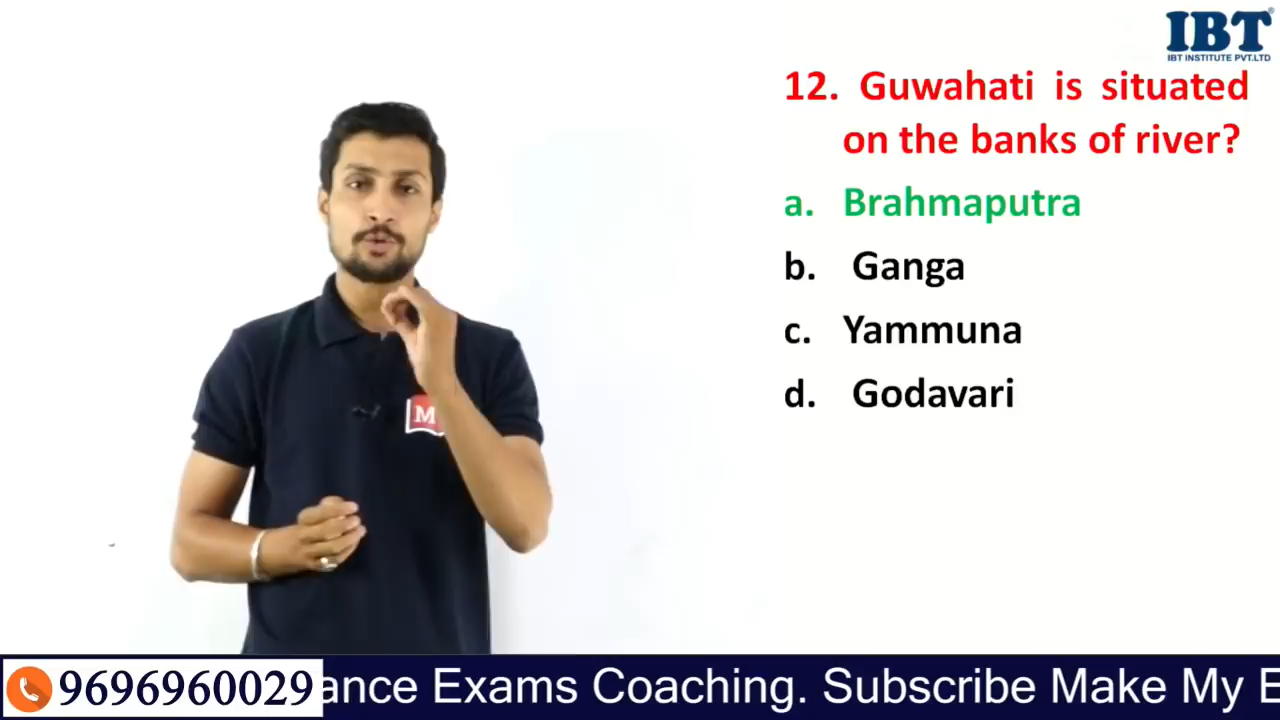 IBT
IBT INSTITUTE PVT.LTD
12. Guwahati is situated
on the banks of river?
a. Brahmaputra
b. Ganga
c. Yammuna
d. Godavari
M
9696960029 ance Exams Coaching. Subscribe Make My E